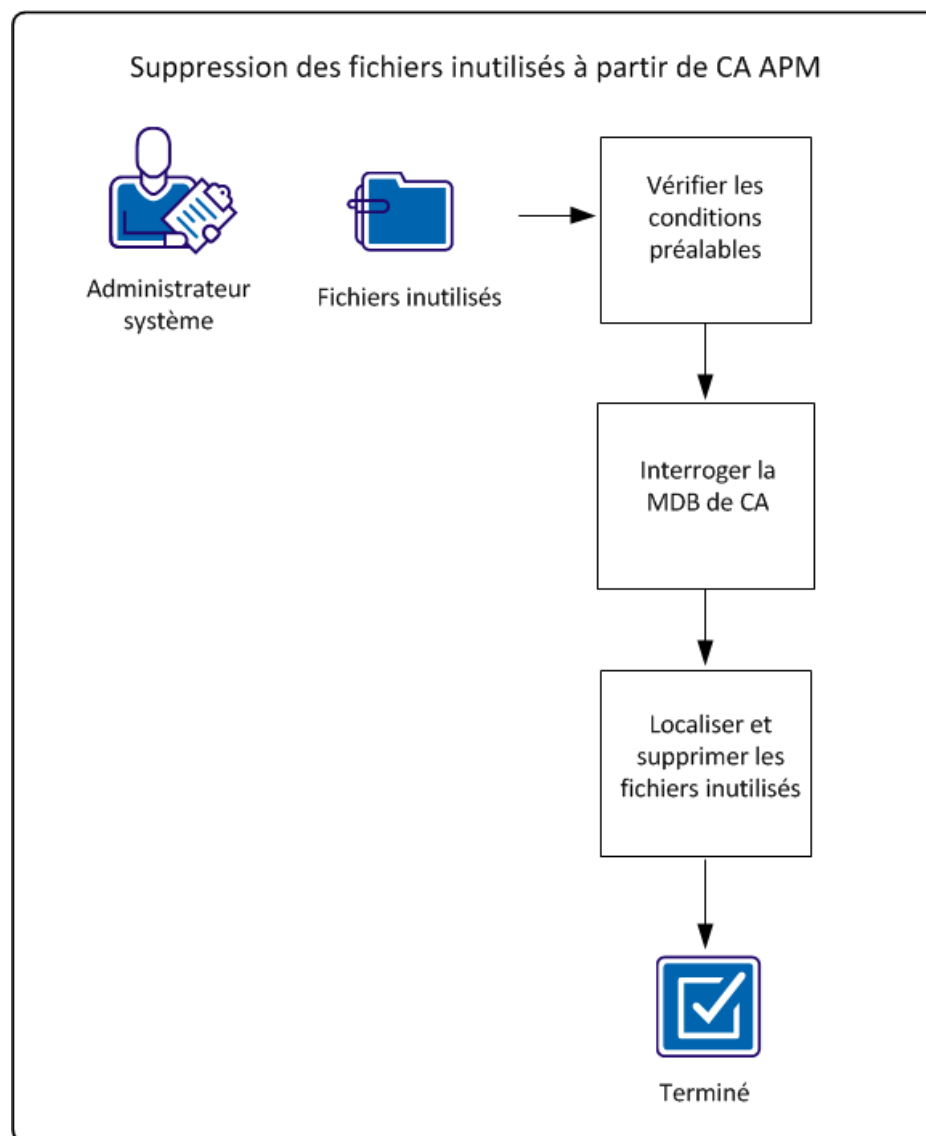 Suppression des fichiers inutilisés à partir de CA APM
Administrateur
système
Fichiers inutilisés
Vérifier les
conditions
préalables
Interroger la
MDB de CA
Localiser et
supprimer les
fichiers inutilisés
Terminé